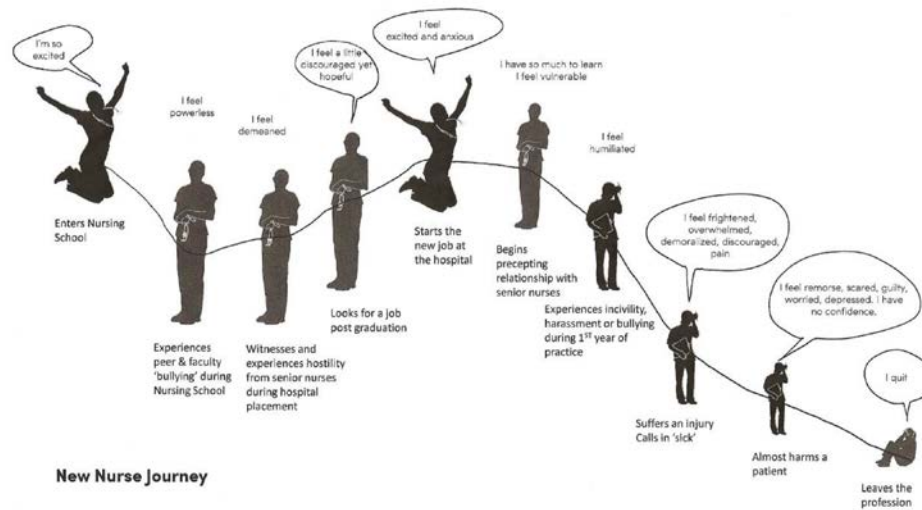 I'm so
excited
Enters Nursing
School
I feel
powerless
Experiences
peer & faculty
'bullying' during
Nursing School
I feel
demeaned
Witnesses and
experiences hostility
from senior nurses
during hospital
placement
I feel a little
discouraged yet
hopeful
Looks for a job
post graduation
I feel
excited and anxious
Starts the
new job at
the hospital
I have so much to learn
I feel vulnerable
Begins
precepting
relationship with
senior nurses
I feel
humiliated
Experiences incivility,
harassment or bullying
during 1ST year of
practice
I feel frightened,
overwhelmed,
demoralized, discouraged,
pain
Suffers an injury
Calls in 'sick'
I feel remorse, scared, guilty,
worried, depressed. I have
no confidence.
Almost harms a
patient
I quit
Leaves the
profession
New Nurse Journey